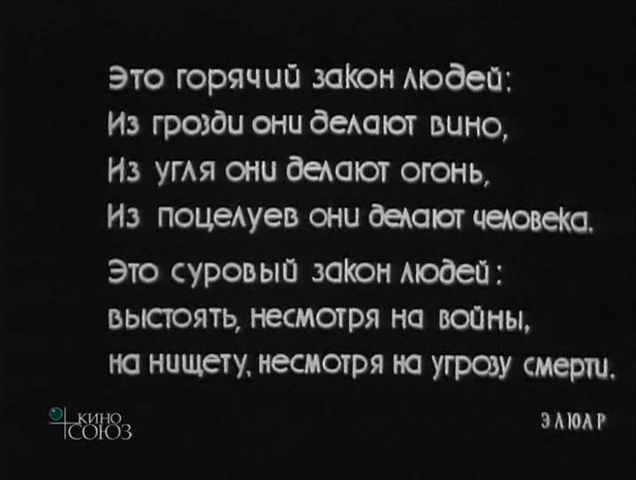 Это горячий закон людей:
Из грозди они делают вино,
Из угля они делают огонь,
Из поцелуев они делают человека.
Это суровый закон людей:
выстоять, несмотря на войны,
на нищету, несмотря на угрозу смерти.
ЭЛЮАР
КИНО
СОЮЗ